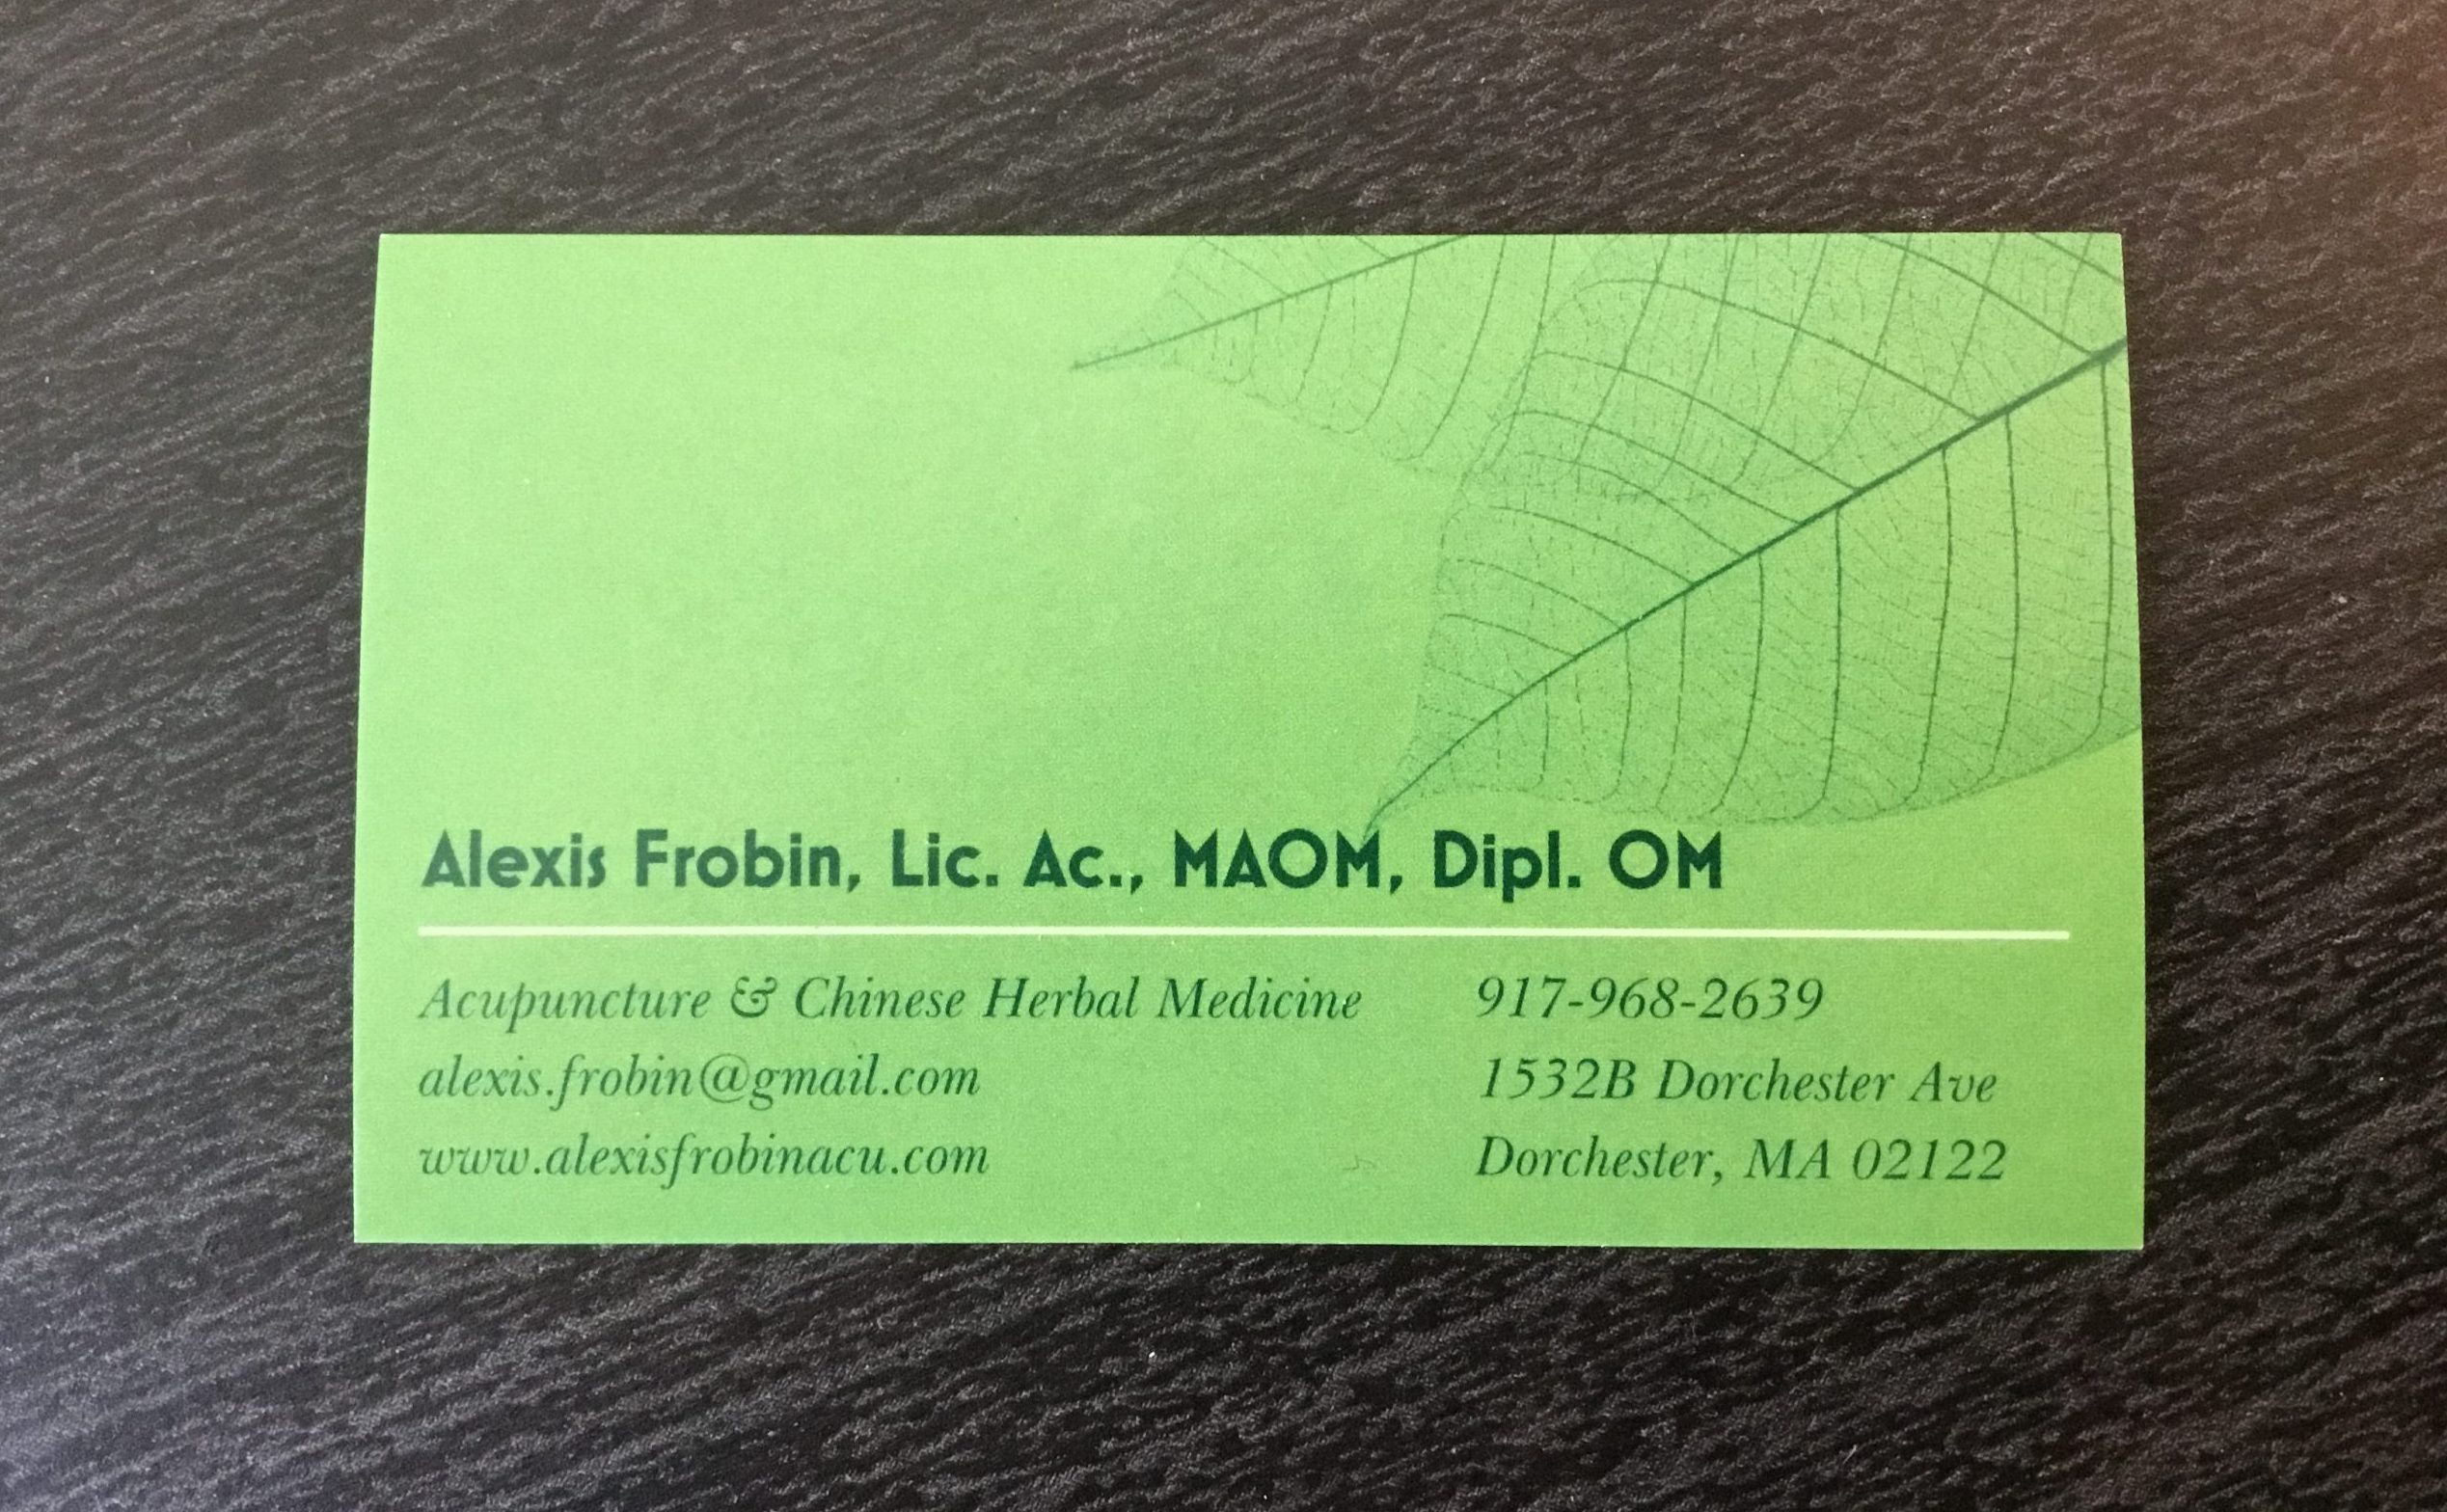 Alexis Frobin, Lic. Ac., MAOM, Dipl. OM
Acupuncture & Chinese Herbal Medicine
alexis.frobin@gmail.com
www.alexisfrobinacu.com
917-968-2639
1532B Dorchester Ave
Dorchester, MA 02122